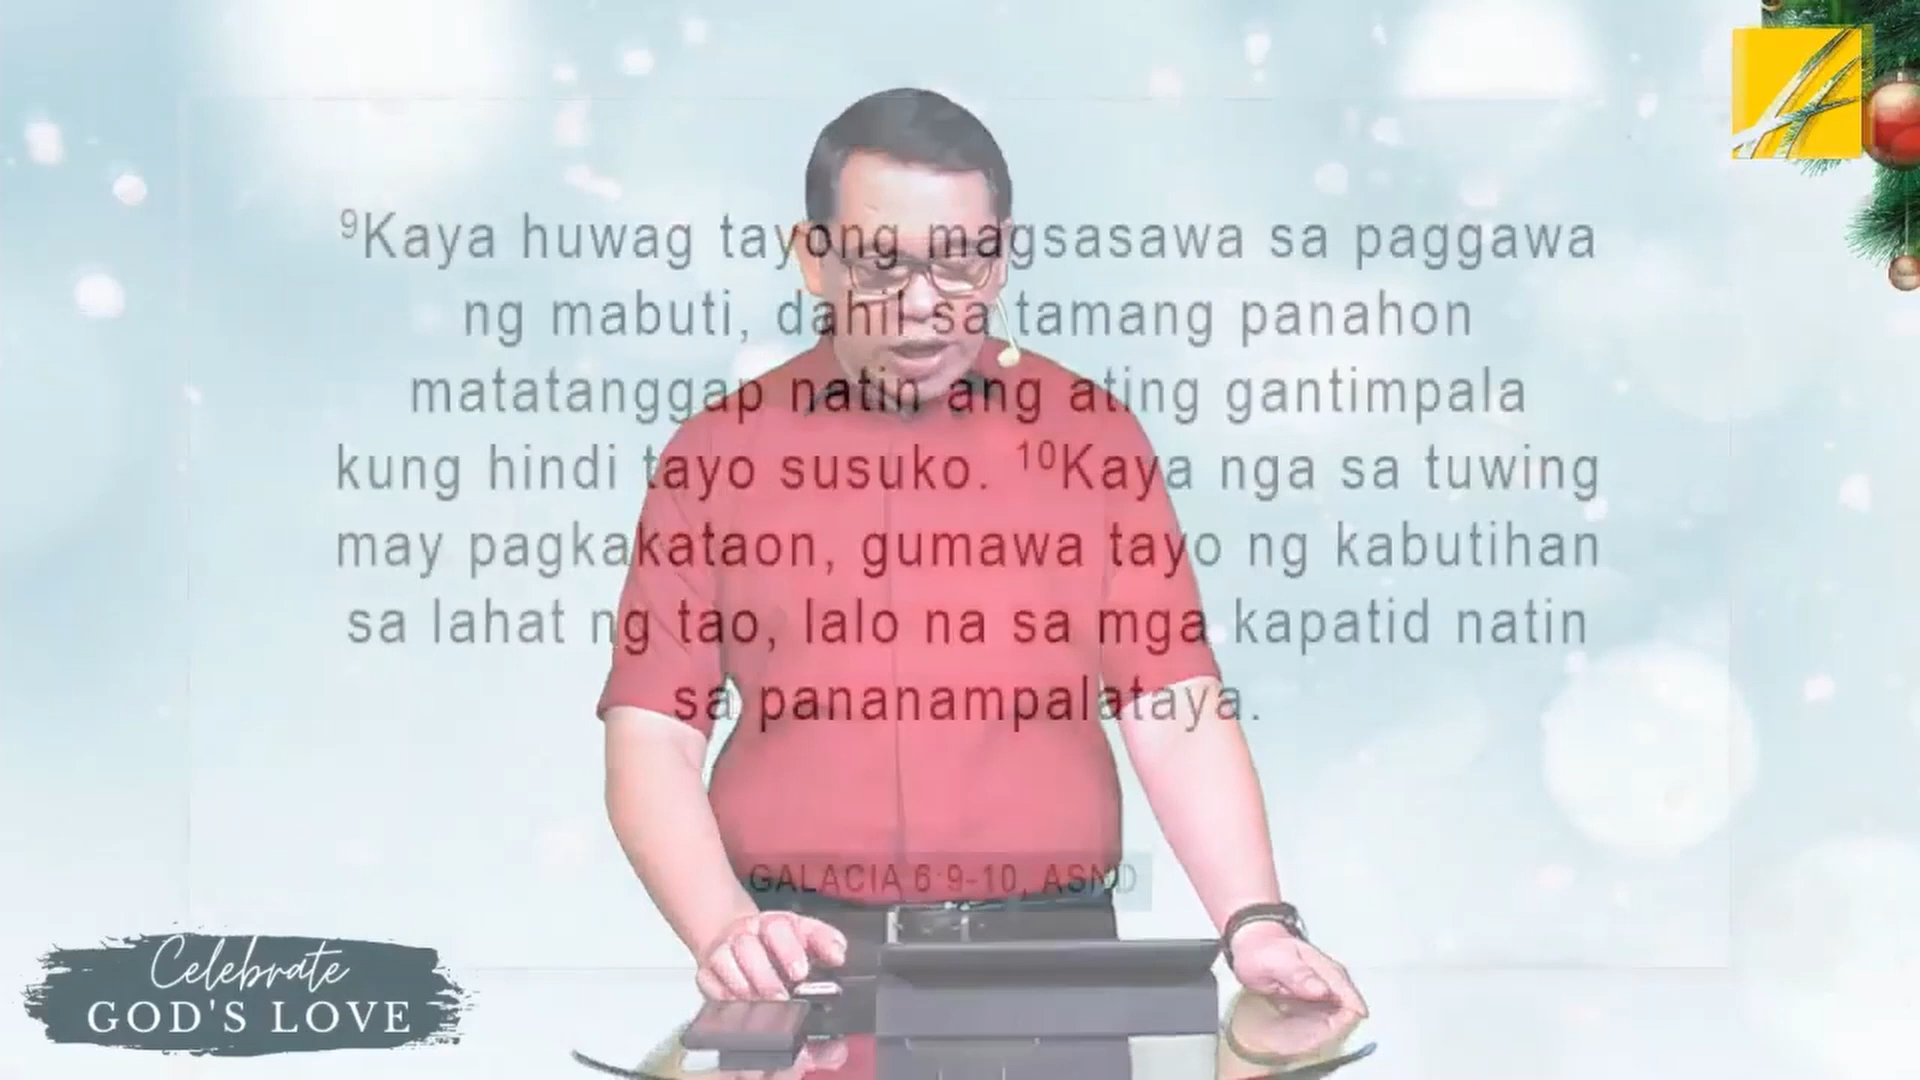 ⁹Kaya huwag tayong magsasawa sa paggawa
ng mabuti, dahil sa tamang panahon
matatanggap natin ang ating gantimpala
kung hindi tayo susuko. ¹⁰Kaya nga sa tuwing
may pagkakataon, gumawa tayo ng kabutihan
sa lahat ng tao, lalo na sa mga kapatid natin
sa pananampalataya.
GALACIA 6:9-10, ASND
Celebrate
GOD'S LOVE